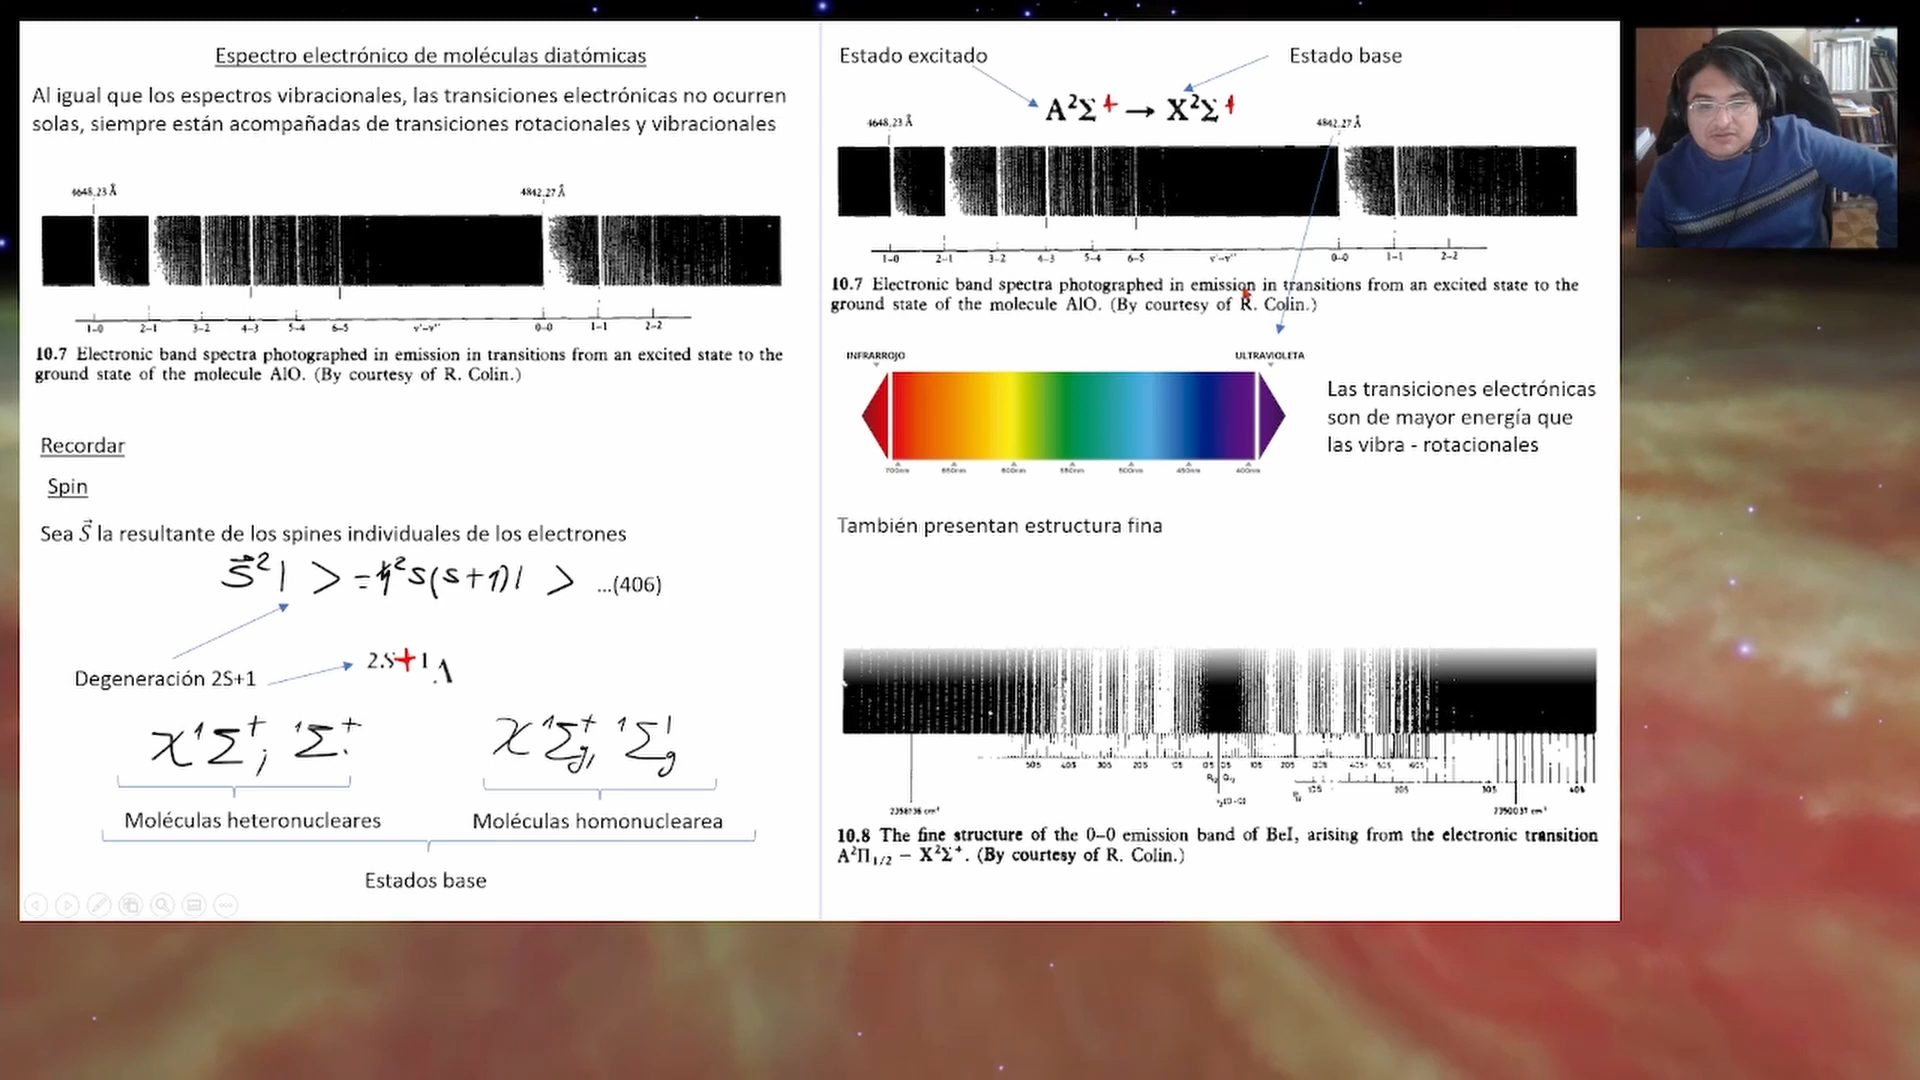 Espectro electrónico de moléculas diatómicas
Al igual que los espectros vibracionales, las transiciones electrónicas no ocurren
solas, siempre están acompañadas de transiciones rotacionales y vibracionales
4648.23 Å 4842.27 Å
1–0 2–1 3–2 4–3 5–4 6–5 v'–v'' 0–0 1–1 2–2
10.7 Electronic band spectra photographed in emission in transitions from an excited state to the
ground state of the molecule AlO. (By courtesy of R. Colin.)
Recordar
Spin
Sea S⃗ la resultante de los spines individuales de los electrones
S⃗²| > = ħ²s(s+1)| > ...(406)
Degeneración 2S+1
2S+1 Λ
X¹Σ⁺; ¹Σ⁺
Moléculas heteronucleares
Moléculas homonuclearea
Estados base
Estado excitado
Estado base
A²Σ+ → X²Σ+
4648.23 Å 4842.27 Å
1–0 2–1 3–2 4–3 5–4 6–5 v'–v'' 0–0 1–1 2–2
10.7 Electronic band spectra photographed in emission in transitions from an excited state to the
ground state of the molecule AlO. (By courtesy of R. Colin.)
INFRARROJO ULTRAVIOLETA
700nm 650nm 600nm 550nm 500nm 450nm 400nm
Las transiciones electrónicas
son de mayor energía que
las vibra - rotacionales
También presentan estructura fina
10.8 The fine structure of the 0–0 emission band of BeI, arising from the electronic transition
A²Π₁/₂ – X²Σ⁺. (By courtesy of R. Colin.)